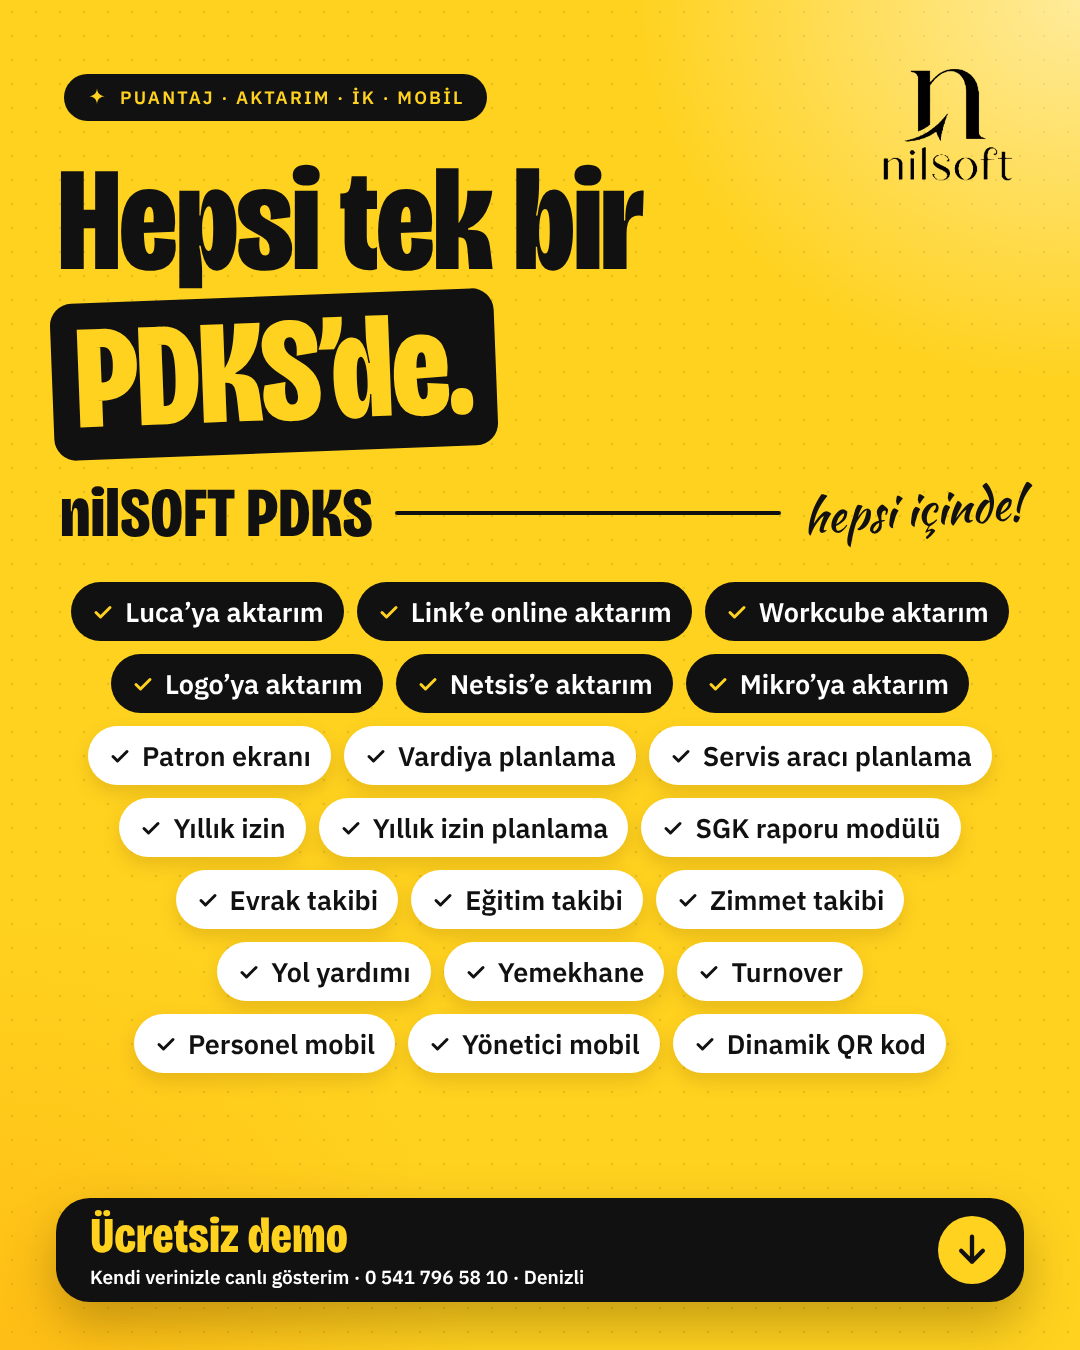 ✦ PUANTAJ · AKTARIM · İK · MOBİL
nilsoft
Hepsi tek bir
PDKS’de.
nilSOFT PDKS
hepsi içinde!
Luca’ya aktarım
Link’e online aktarım
Workcube aktarım
Logo’ya aktarım
Netsis’e aktarım
Mikro’ya aktarım
Patron ekranı
Vardiya planlama
Servis aracı planlama
Yıllık izin
Yıllık izin planlama
SGK raporu modülü
Evrak takibi
Eğitim takibi
Zimmet takibi
Yol yardımı
Yemekhane
Turnover
Personel mobil
Yönetici mobil
Dinamik QR kod
Ücretsiz demo
Kendi verinizle canlı gösterim · 0 541 796 58 10 · Denizli